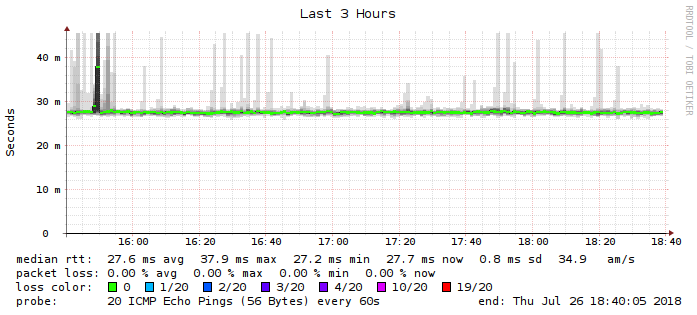 Last 3 Hours
RRDTOOL / TOBI OETIKER
Seconds
40 m
30 m
20 m
10 m
0
16:00 16:20 16:40 17:00 17:20 17:40 18:00 18:20 18:40
median rtt: 27.6 ms avg 37.9 ms max 27.2 ms min 27.7 ms now 0.8 ms sd 34.9 am/s
packet loss: 0.00 % avg 0.00 % max 0.00 % min 0.00 % now
loss color: 0 1/20 2/20 3/20 4/20 10/20 19/20
probe: 20 ICMP Echo Pings (56 Bytes) every 60s end: Thu Jul 26 18:40:05 2018